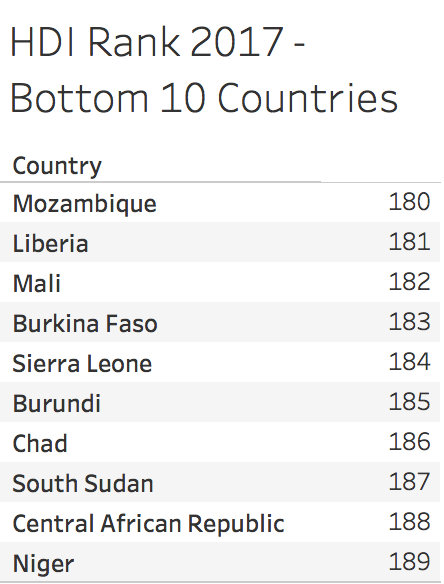 HDI Rank 2017 -
Bottom 10 Countries
Country
Mozambique 180
Liberia 181
Mali 182
Burkina Faso 183
Sierra Leone 184
Burundi 185
Chad 186
South Sudan 187
Central African Republic 188
Niger 189